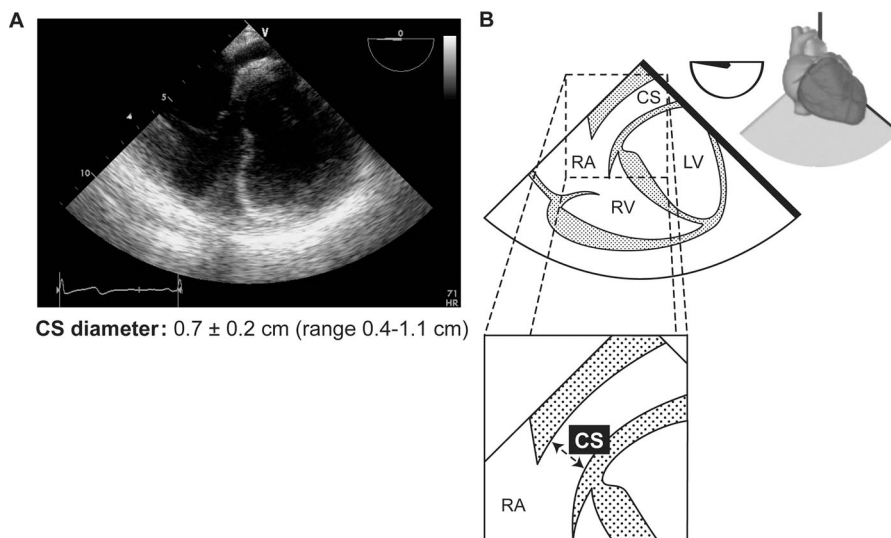 A
V
0
5
10
71
HR
CS diameter: 0.7 ± 0.2 cm (range 0.4-1.1 cm)
B
CS
RA
LV
RV
CS
RA